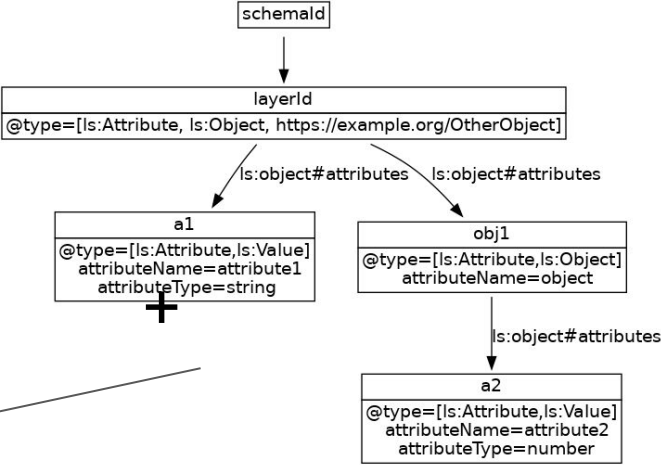 schemaId
layerId
@type=[ls:Attribute, ls:Object, https://example.org/OtherObject]
ls:object#attributes
ls:object#attributes
a1
@type=[ls:Attribute,ls:Value]
attributeName=attribute1
attributeType=string
obj1
@type=[ls:Attribute,ls:Object]
attributeName=object
ls:object#attributes
a2
@type=[ls:Attribute,ls:Value]
attributeName=attribute2
attributeType=number